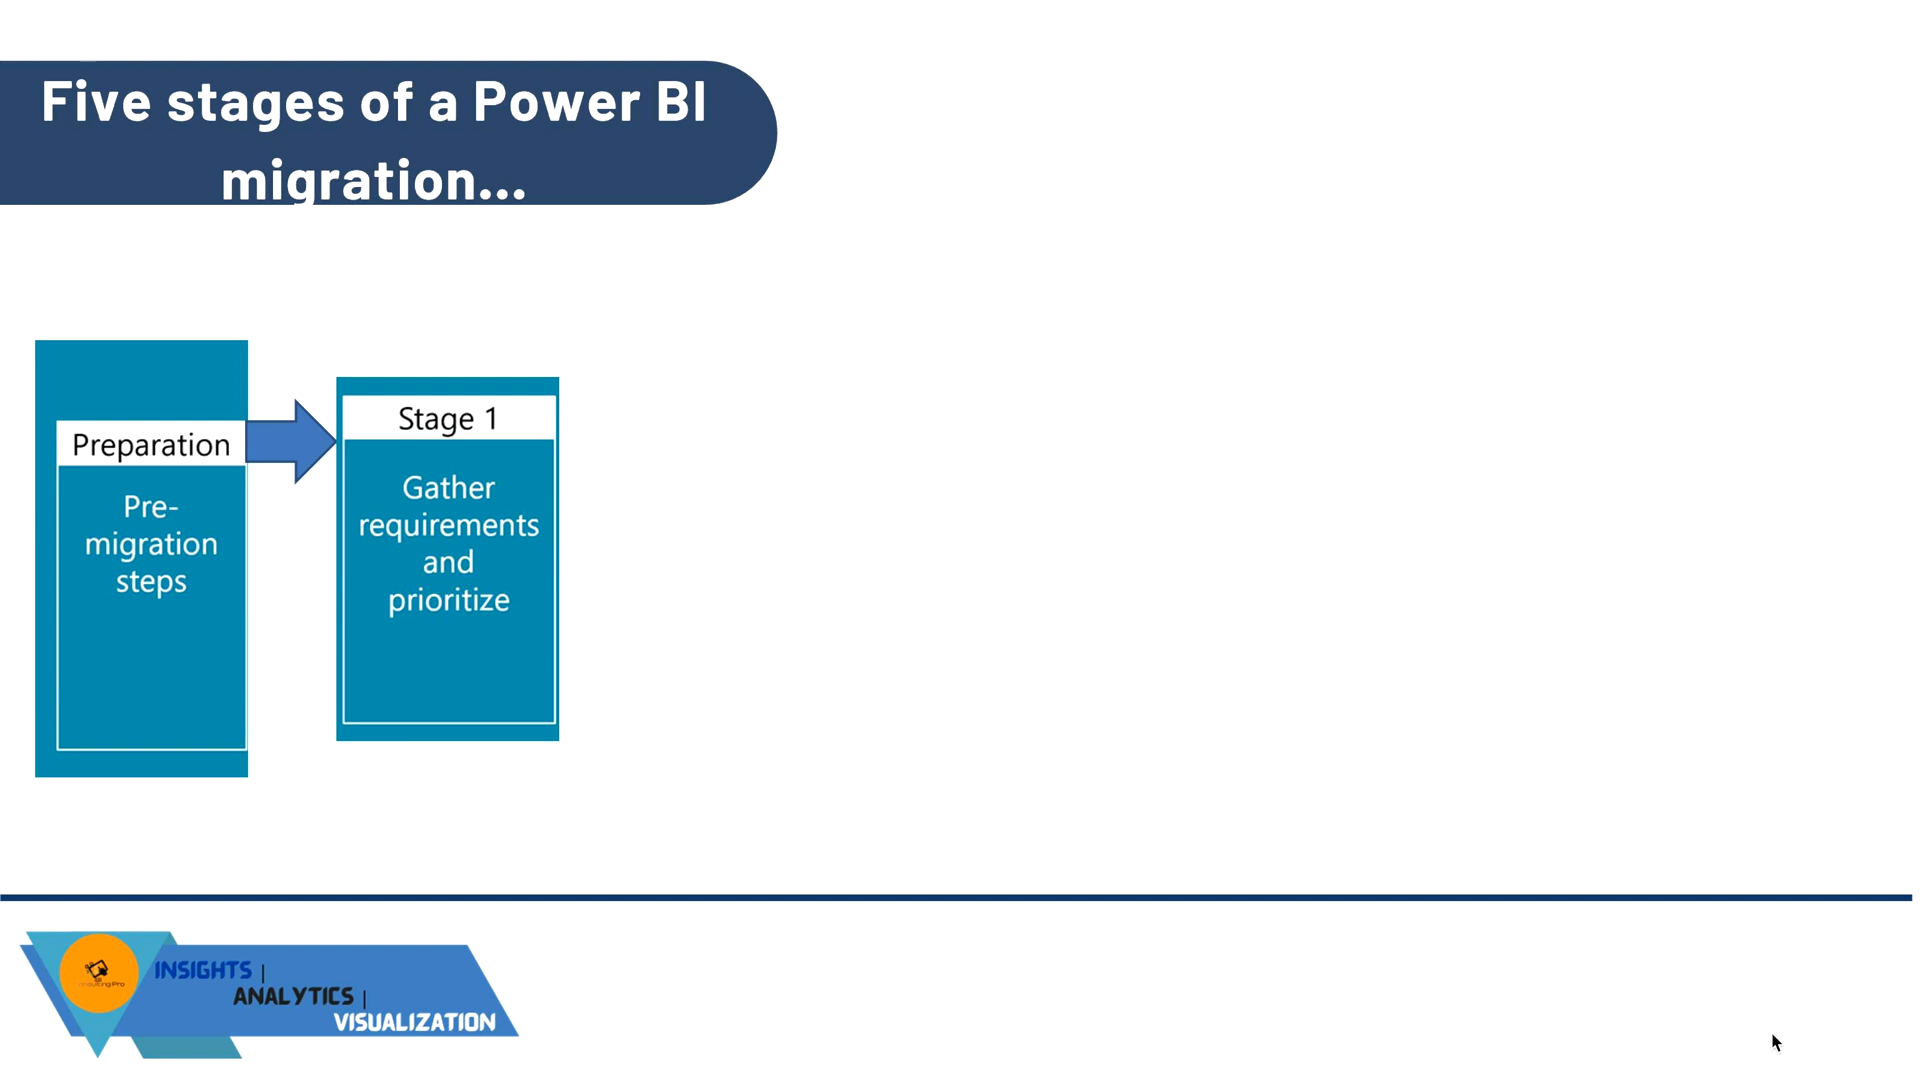 Five stages of a Power BI
migration...
Preparation
Pre-
migration
steps
Stage 1
Gather
requirements
and
prioritize
INSIGHTS |
ANALYTICS |
VISUALIZATION